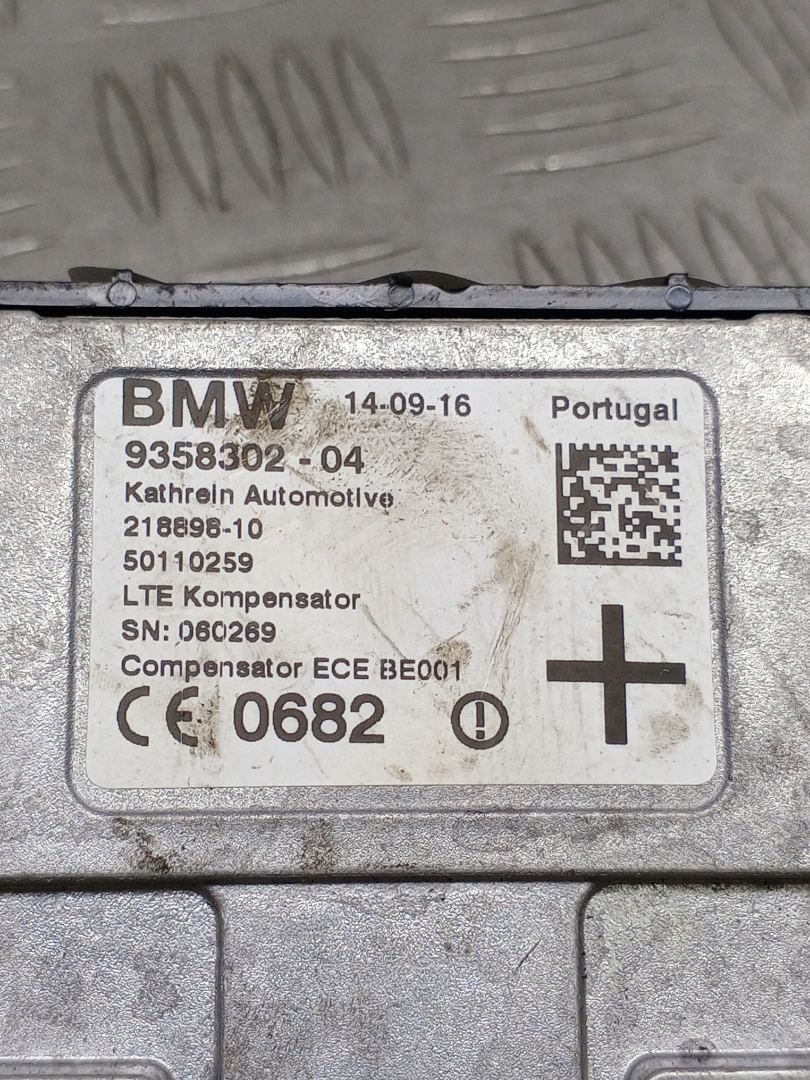 BMW 14-09-16 Portugal
9358302-04
Kathrein Automotive
218898-10
50110259
LTE Kompensator
SN: 060269
Compensator ECE BE001
CE 0682